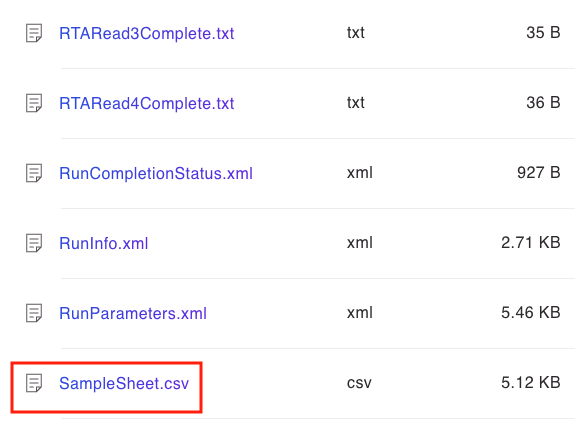 RTARead3Complete.txt txt 35 B
RTARead4Complete.txt txt 36 B
RunCompletionStatus.xml xml 927 B
RunInfo.xml xml 2.71 KB
RunParameters.xml xml 5.46 KB
SampleSheet.csv csv 5.12 KB